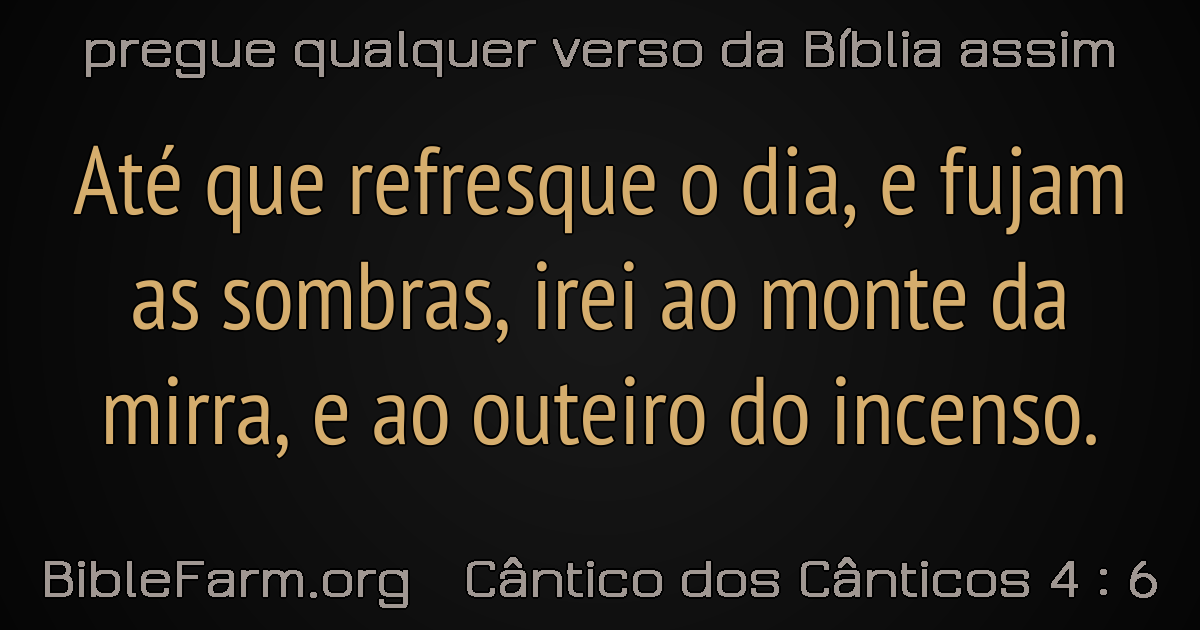 pregue qualquer verso da Bíblia assim
Até que refresque o dia, e fujam
as sombras, irei ao monte da
mirra, e ao outeiro do incenso.
BibleFarm.org Cântico dos Cânticos 4 : 6